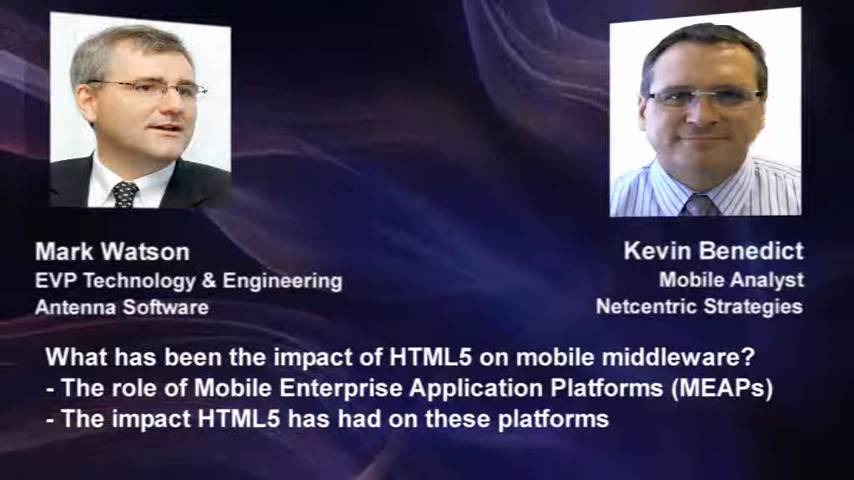 Mark Watson
EVP Technology & Engineering
Antenna Software
Kevin Benedict
Mobile Analyst
Netcentric Strategies
What has been the impact of HTML5 on mobile middleware?
- The role of Mobile Enterprise Application Platforms (MEAPs)
- The impact HTML5 has had on these platforms